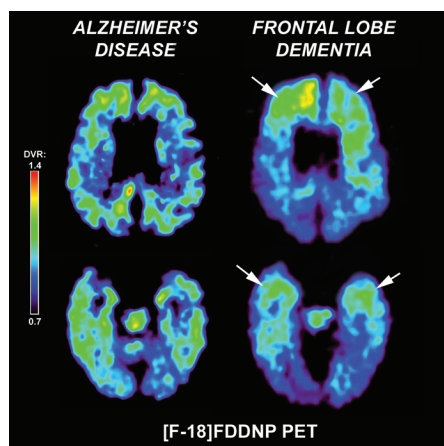 ALZHEIMER'S
DISEASE
FRONTAL LOBE
DEMENTIA
DVR:
1.4
0.7
[F-18]FDDNP PET